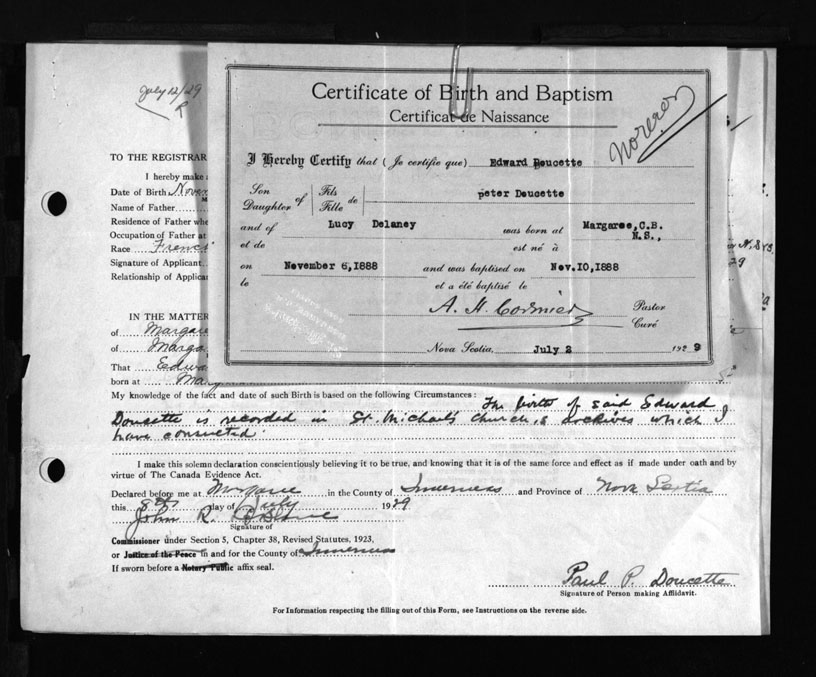 July 12/29
R
Certificate of Birth and Baptism
Certificat de Naissance
I Hereby Certify that ( Je certifie que) Edward Doucette
Son Daughter of Fils Fille de peter Doucette
and of Lucy Delaney was born at Margaree, C.B. N.S.,
et de est né à
on November 6,1888 and was baptised on Nov.10,1888
le et a été baptisé le
A. H. Cormier Pastor
Curé
Nova Scotia, July 2 1929
TO THE REGISTRAR
I hereby make
Date of Birth Novem
Name of Father
Residence of Father whe
Occupation of Father at
Race French
Signature of Applicant
Relationship of Applica
IN THE MATTER
of Margare
of Marga
That Edwa
born at Mar
My knowledge of the fact and date of such Birth is based on the following Circumstances : The birth of said Edward
Doucette is recorded in St. Michael's Church, archives which I
have consulted
I make this solemn declaration conscientiously believing it to be true, and knowing that it is of the same force and effect as if made under oath and by
virtue of The Canada Evidence Act.
Declared before me at Margaree in the County of Inverness and Province of Nova Scotia
this day of July 1929
John R.
Signature of
Commissioner under Section 5, Chapter 38, Revised Statutes, 1923,
or Justice of the Peace in and for the County of Inverness
If sworn before a Notary Public affix seal.
Paul P. Doucette
Signature of Person making Affidavit.
For Information respecting the filling out of this Form, see Instructions on the reverse side.